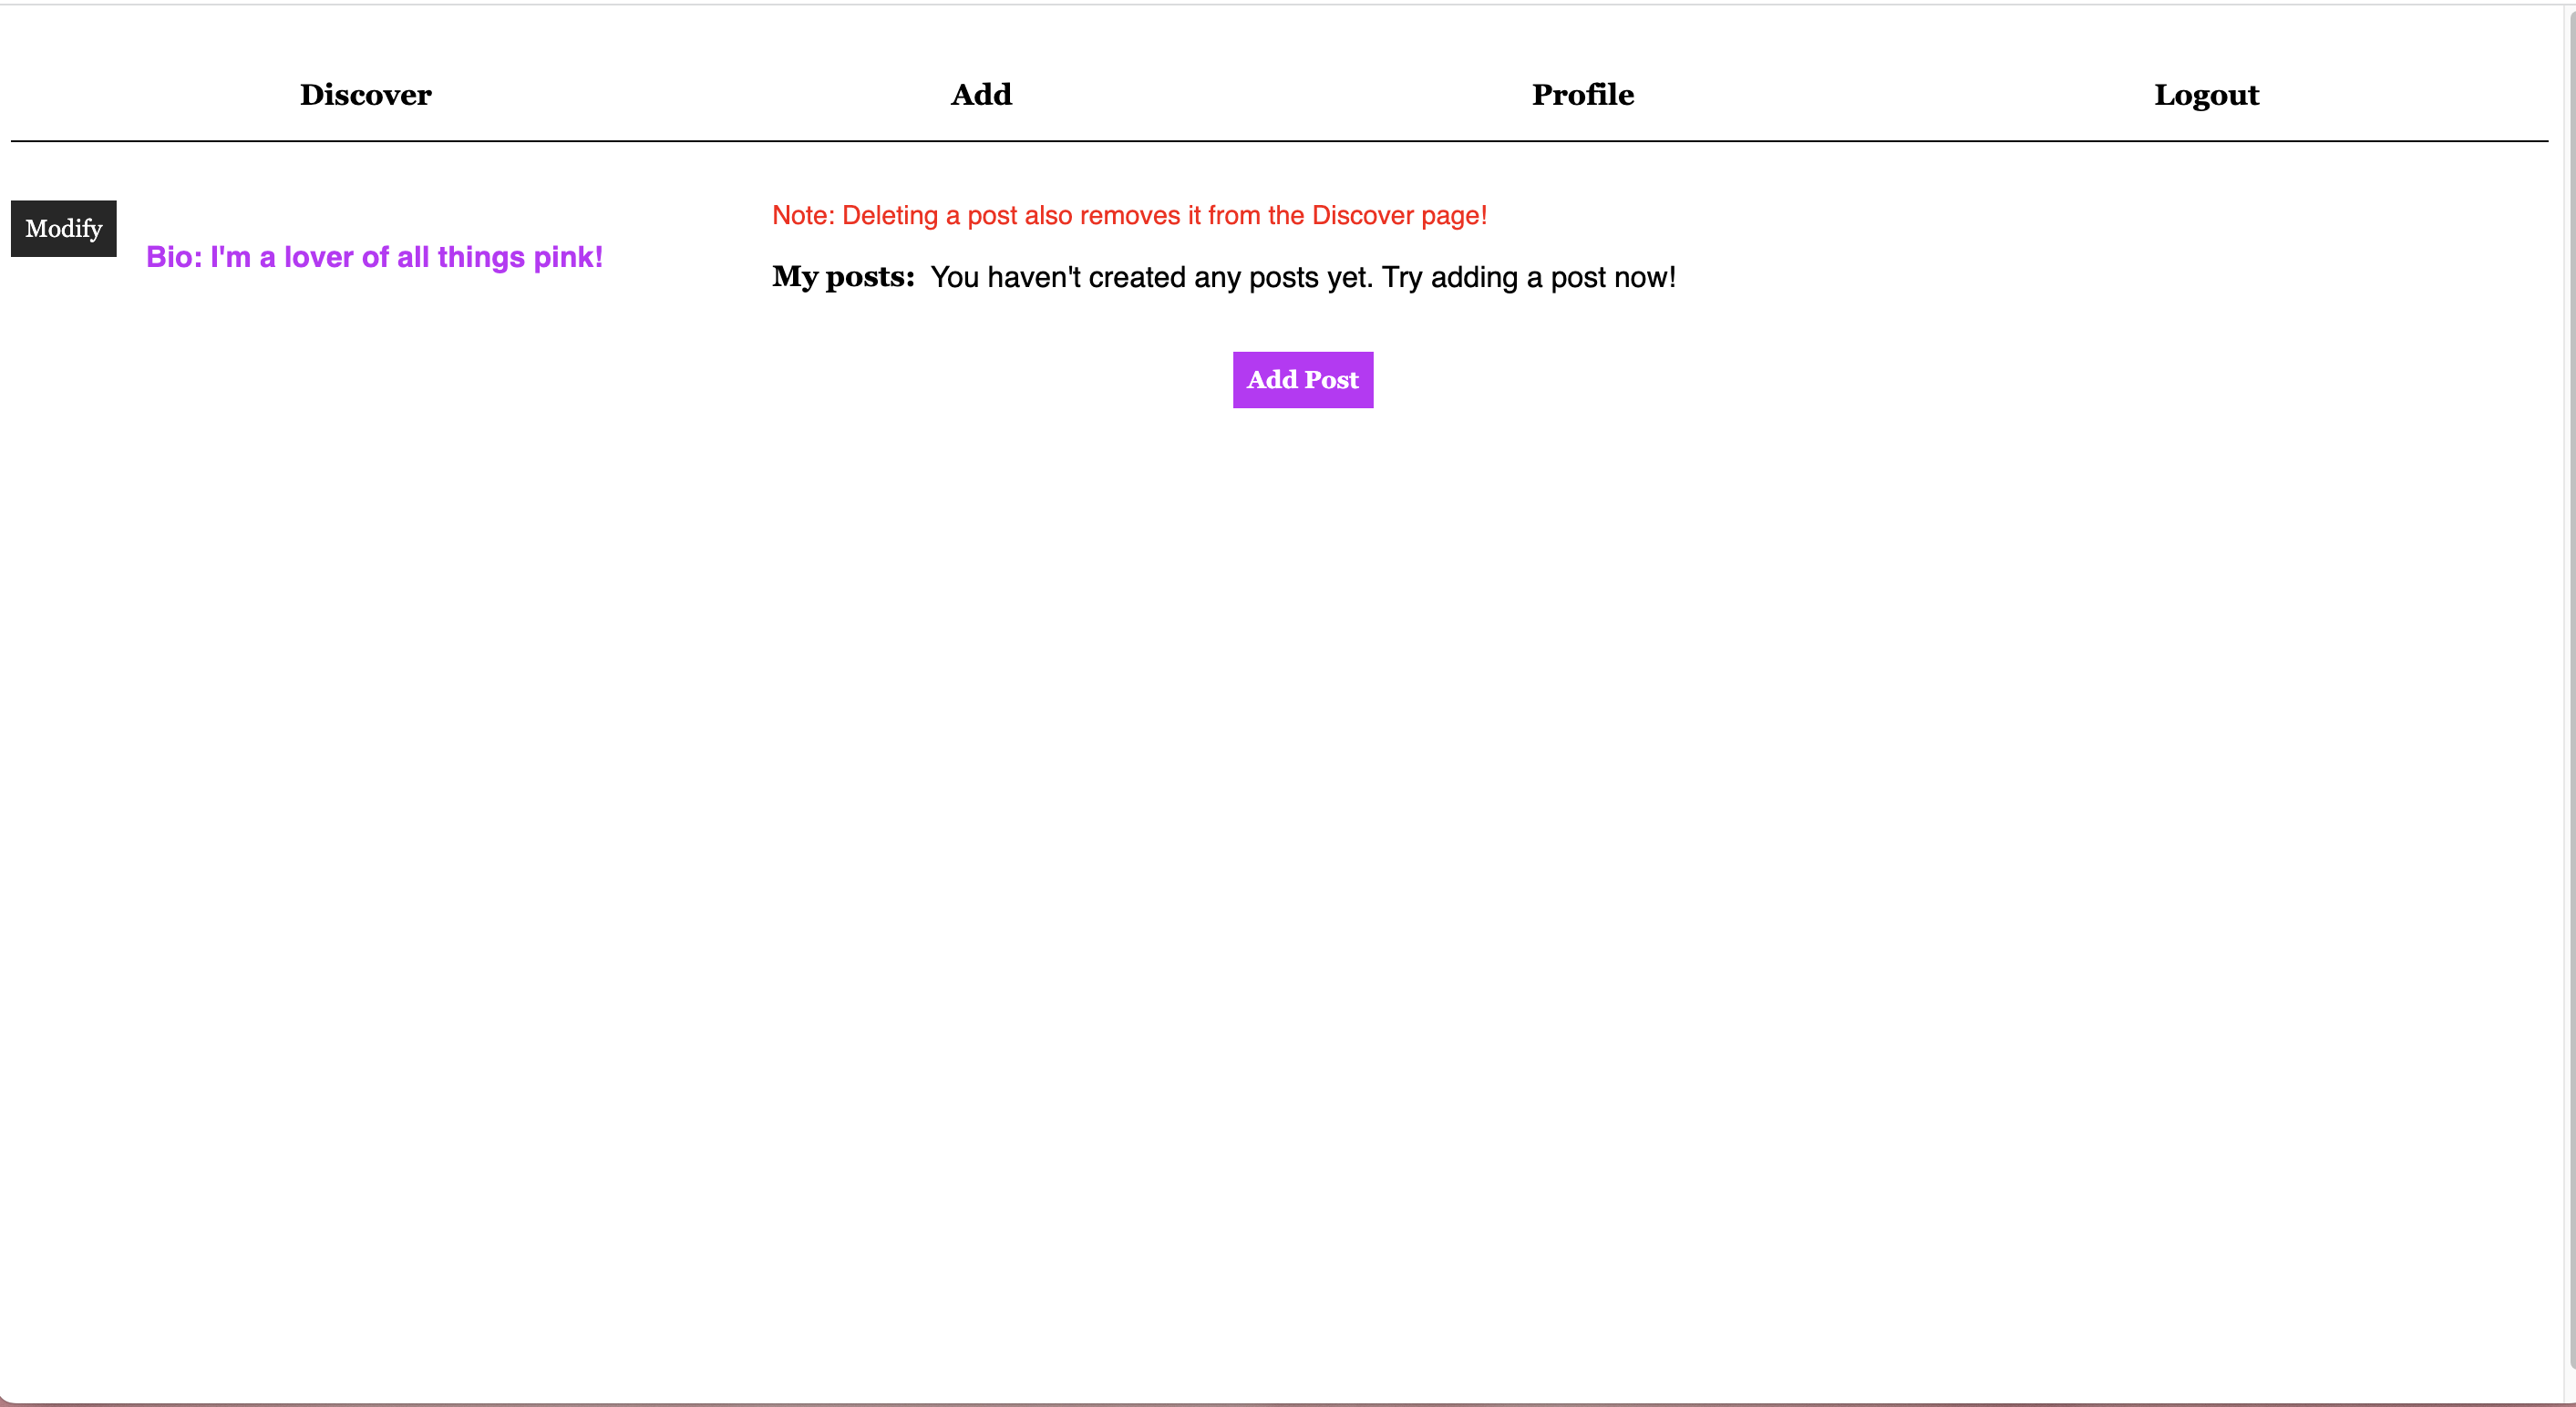 Discover Add Profile Logout
Modify
Bio: I'm a lover of all things pink!
Note: Deleting a post also removes it from the Discover page!
My posts: You haven't created any posts yet. Try adding a post now!
Add Post